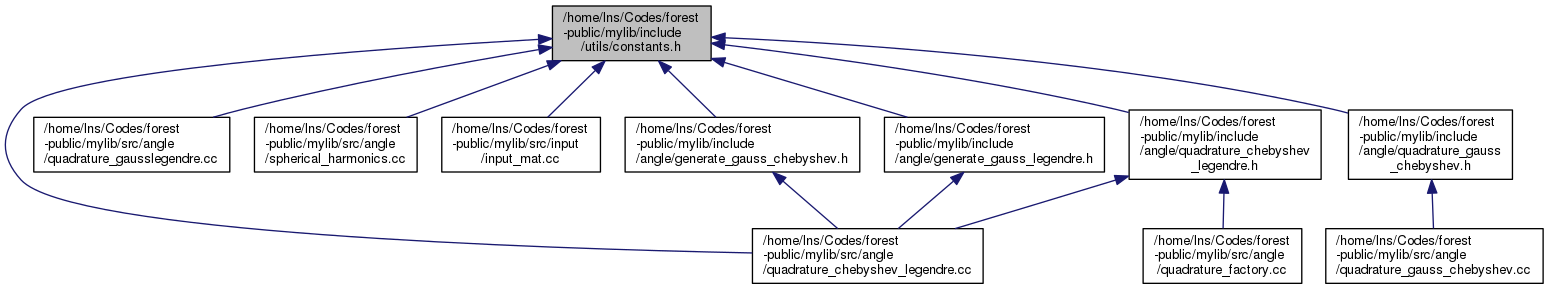 /home/lns/Codes/forest
-public/mylib/include
/utils/constants.h
/home/lns/Codes/forest
-public/mylib/src/angle
/quadrature_gausslegendre.cc
/home/lns/Codes/forest
-public/mylib/src/angle
/spherical_harmonics.cc
/home/lns/Codes/forest
-public/mylib/src/input
/input_mat.cc
/home/lns/Codes/forest
-public/mylib/include
/angle/generate_gauss_chebyshev.h
/home/lns/Codes/forest
-public/mylib/include
/angle/generate_gauss_legendre.h
/home/lns/Codes/forest
-public/mylib/include
/angle/quadrature_chebyshev
_legendre.h
/home/lns/Codes/forest
-public/mylib/include
/angle/quadrature_gauss
_chebyshev.h
/home/lns/Codes/forest
-public/mylib/src/angle
/quadrature_chebyshev_legendre.cc
/home/lns/Codes/forest
-public/mylib/src/angle
/quadrature_factory.cc
/home/lns/Codes/forest
-public/mylib/src/angle
/quadrature_gauss_chebyshev.cc